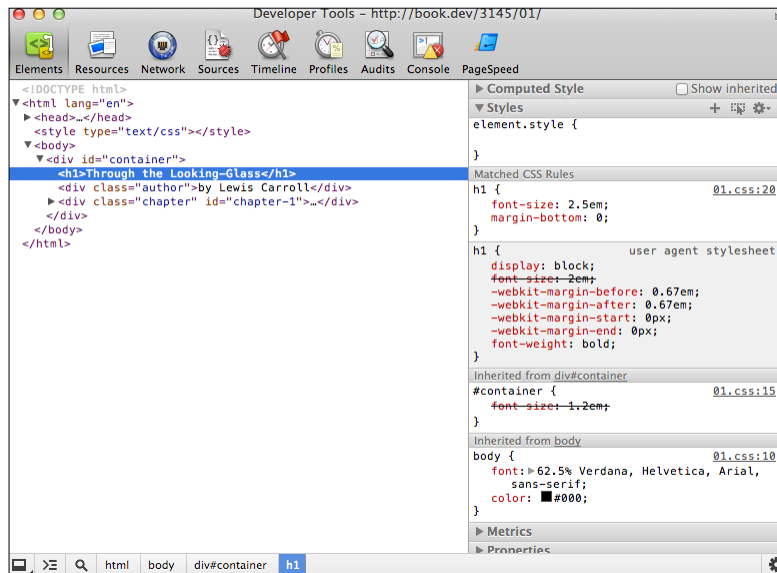 Developer Tools – http://book.dev/3145/01/
Elements Resources Network Sources Timeline Profiles Audits Console PageSpeed
<!DOCTYPE html>
<html lang="en">
<head>…</head>
<style type="text/css"></style>
<body>
<div id="container">
<h1>Through the Looking-Glass</h1>
<div class="author">by Lewis Carroll</div>
<div class="chapter" id="chapter-1">…</div>
</div>
</body>
</html>
Computed Style Show inherited
Styles
element.style {
}
Matched CSS Rules
h1 { 01.css:20
font-size: 2.5em;
margin-bottom: 0;
}
h1 { user agent stylesheet
display: block;
font-size: 2em;
-webkit-margin-before: 0.67em;
-webkit-margin-after: 0.67em;
-webkit-margin-start: 0px;
-webkit-margin-end: 0px;
font-weight: bold;
}
Inherited from div#container
#container { 01.css:15
font-size: 1.2em;
}
Inherited from body
body { 01.css:10
font: 62.5% Verdana, Helvetica, Arial,
sans-serif;
color: #000;
}
Metrics
Properties
html body div#container h1